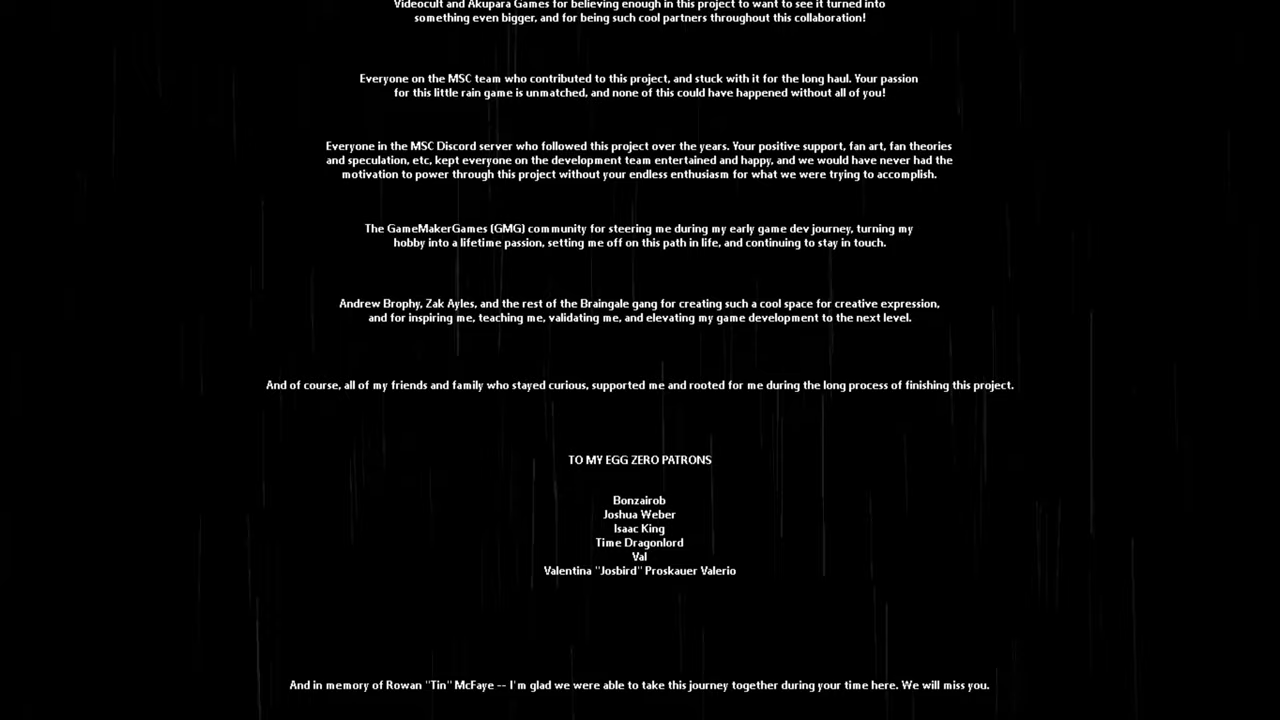 Videocult and Akupara Games for believing enough in this project to want to see it turned into
something even bigger, and for being such cool partners throughout this collaboration!
Everyone on the MSC team who contributed to this project, and stuck with it for the long haul. Your passion
for this little rain game is unmatched, and none of this could have happened without all of you!
Everyone in the MSC Discord server who followed this project over the years. Your positive support, fan art, fan theories
and speculation, etc, kept everyone on the development team entertained and happy, and we would have never had the
motivation to power through this project without your endless enthusiasm for what we were trying to accomplish.
The GameMakerGames (GMG) community for steering me during my early game dev journey, turning my
hobby into a lifetime passion, setting me off on this path in life, and continuing to stay in touch.
Andrew Brophy, Zak Ayles, and the rest of the Braingale gang for creating such a cool space for creative expression,
and for inspiring me, teaching me, validating me, and elevating my game development to the next level.
And of course, all of my friends and family who stayed curious, supported me and rooted for me during the long process of finishing this project.
TO MY EGG ZERO PATRONS
Bonzairob
Joshua Weber
Isaac King
Time Dragonlord
Val
Valentina "Josbird" Proskauer Valerio
And in memory of Rowan "Tin" McFaye -- I'm glad we were able to take this journey together during your time here. We will miss you.